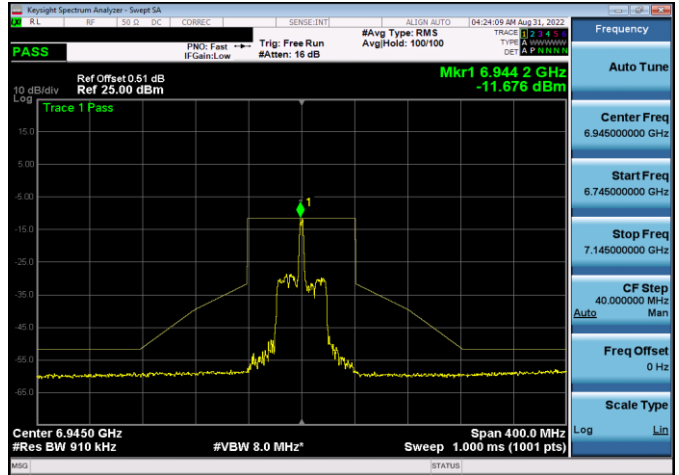 Keysight Spectrum Analyzer - Swept SA
RL RF 50 Ω DC CORREC SENSE:INT ALIGN AUTO 04:24:09 AM Aug 31, 2022
PASS
PNO: Fast
IFGain:Low
Trig: Free Run
#Atten: 16 dB
#Avg Type: RMS
Avg|Hold: 100/100
TRACE 1 2 3 4 5 6
TYPE A WWWWW
DET A P N N N N
Frequency
Ref Offset 0.51 dB
10 dB/div Ref 25.00 dBm
Log
Mkr1 6.944 2 GHz
-11.676 dBm
Trace 1 Pass
15.0
5.00
-5.00
-15.0
-25.0
-35.0
-45.0
-55.0
-65.0
1
Center 6.9450 GHz
#Res BW 910 kHz
#VBW 8.0 MHz*
Span 400.0 MHz
Sweep 1.000 ms (1001 pts)
Auto Tune
Center Freq
6.945000000 GHz
Start Freq
6.745000000 GHz
Stop Freq
7.145000000 GHz
CF Step
40.000000 MHz
Auto Man
Freq Offset
0 Hz
Scale Type
Log Lin
MSG STATUS